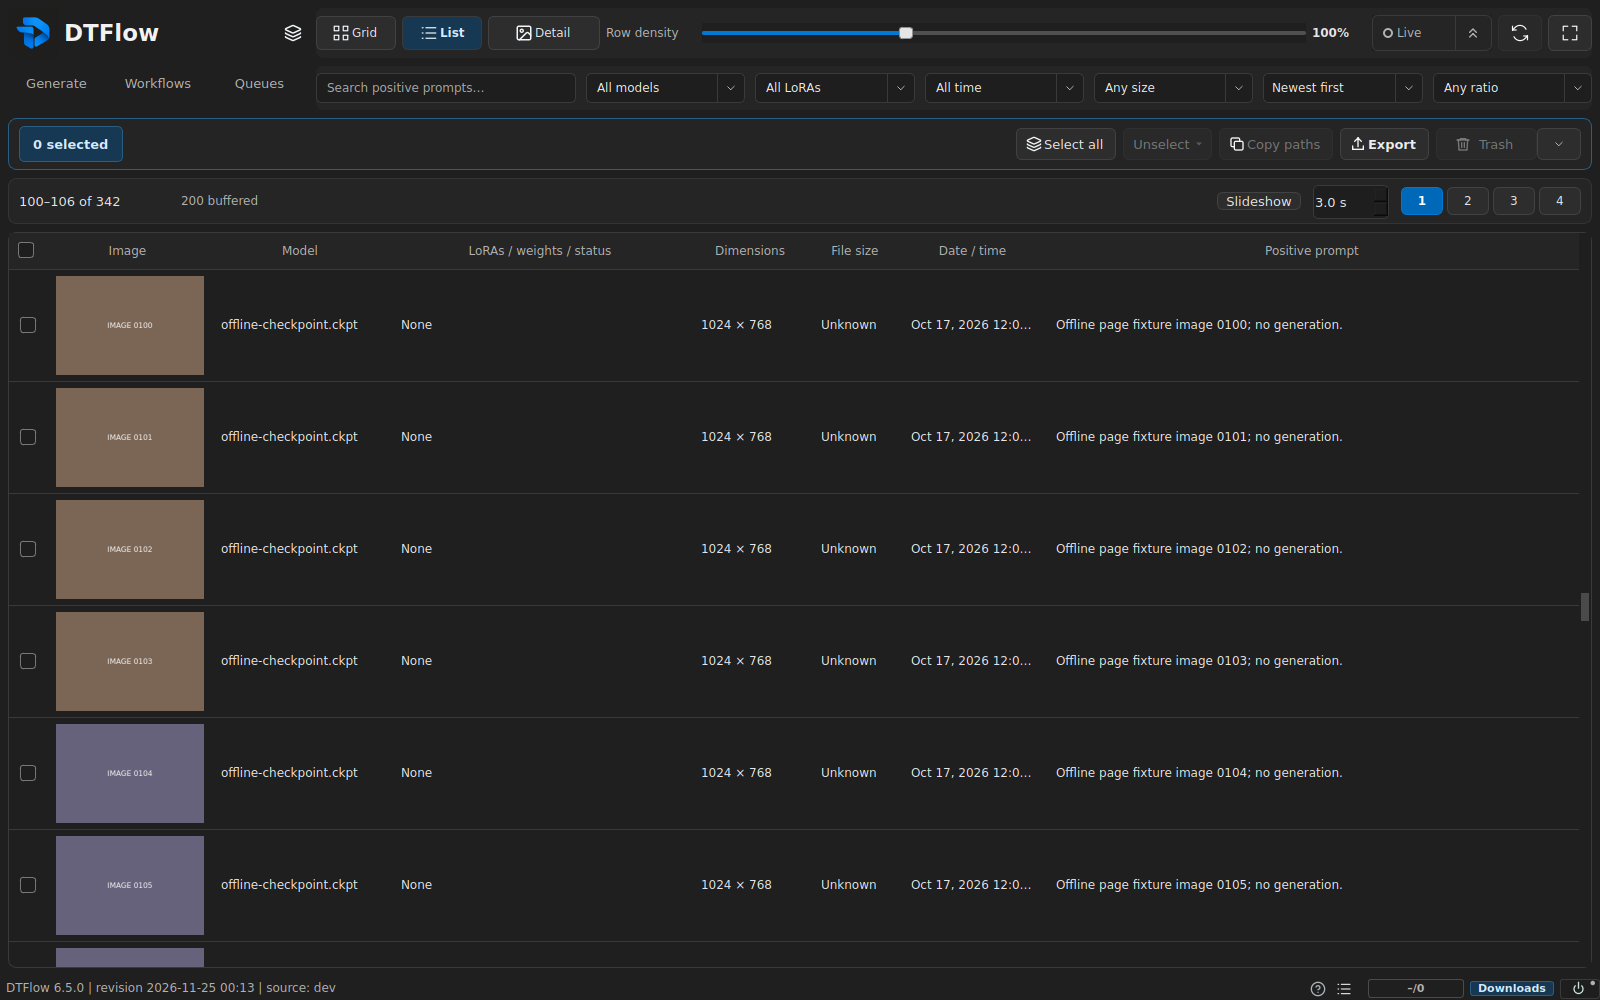 DTFlow
Grid
List
Detail
Row density
100%
Live
Generate
Workflows
Queues
Search positive prompts...
All models
All LoRAs
All time
Any size
Newest first
Any ratio
0 selected
Select all
Unselect
Copy paths
Export
Trash
100–106 of 342
200 buffered
Slideshow
3.0 s
1
2
3
4
Image
Model
LoRAs / weights / status
Dimensions
File size
Date / time
Positive prompt
IMAGE 0100
offline-checkpoint.ckpt
None
1024 × 768
Unknown
Oct 17, 2026 12:0...
Offline page fixture image 0100; no generation.
IMAGE 0101
offline-checkpoint.ckpt
None
1024 × 768
Unknown
Oct 17, 2026 12:0...
Offline page fixture image 0101; no generation.
IMAGE 0102
offline-checkpoint.ckpt
None
1024 × 768
Unknown
Oct 17, 2026 12:0...
Offline page fixture image 0102; no generation.
IMAGE 0103
offline-checkpoint.ckpt
None
1024 × 768
Unknown
Oct 17, 2026 12:0...
Offline page fixture image 0103; no generation.
IMAGE 0104
offline-checkpoint.ckpt
None
1024 × 768
Unknown
Oct 17, 2026 12:0...
Offline page fixture image 0104; no generation.
IMAGE 0105
offline-checkpoint.ckpt
None
1024 × 768
Unknown
Oct 17, 2026 12:0...
Offline page fixture image 0105; no generation.
DTFlow 6.5.0 | revision 2026-11-25 00:13 | source: dev
–/0
Downloads